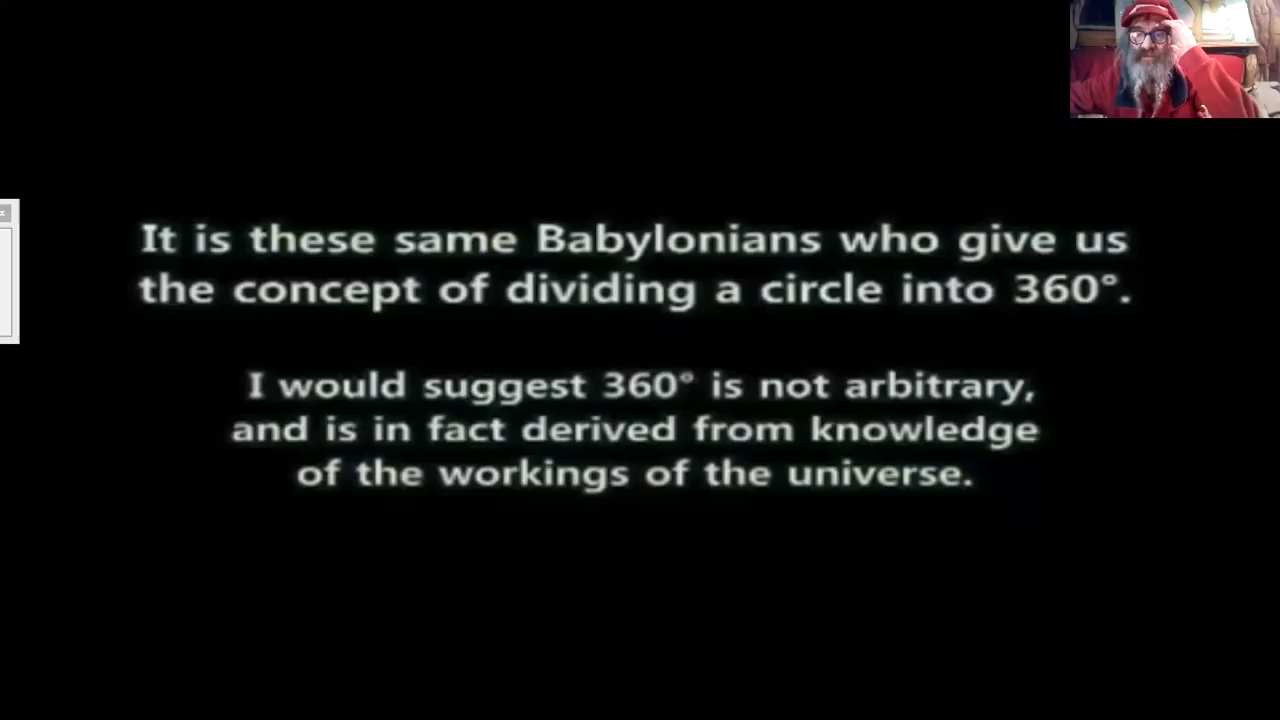 It is these same Babylonians who give us
the concept of dividing a circle into 360°.
I would suggest 360° is not arbitrary,
and is in fact derived from knowledge
of the workings of the universe.